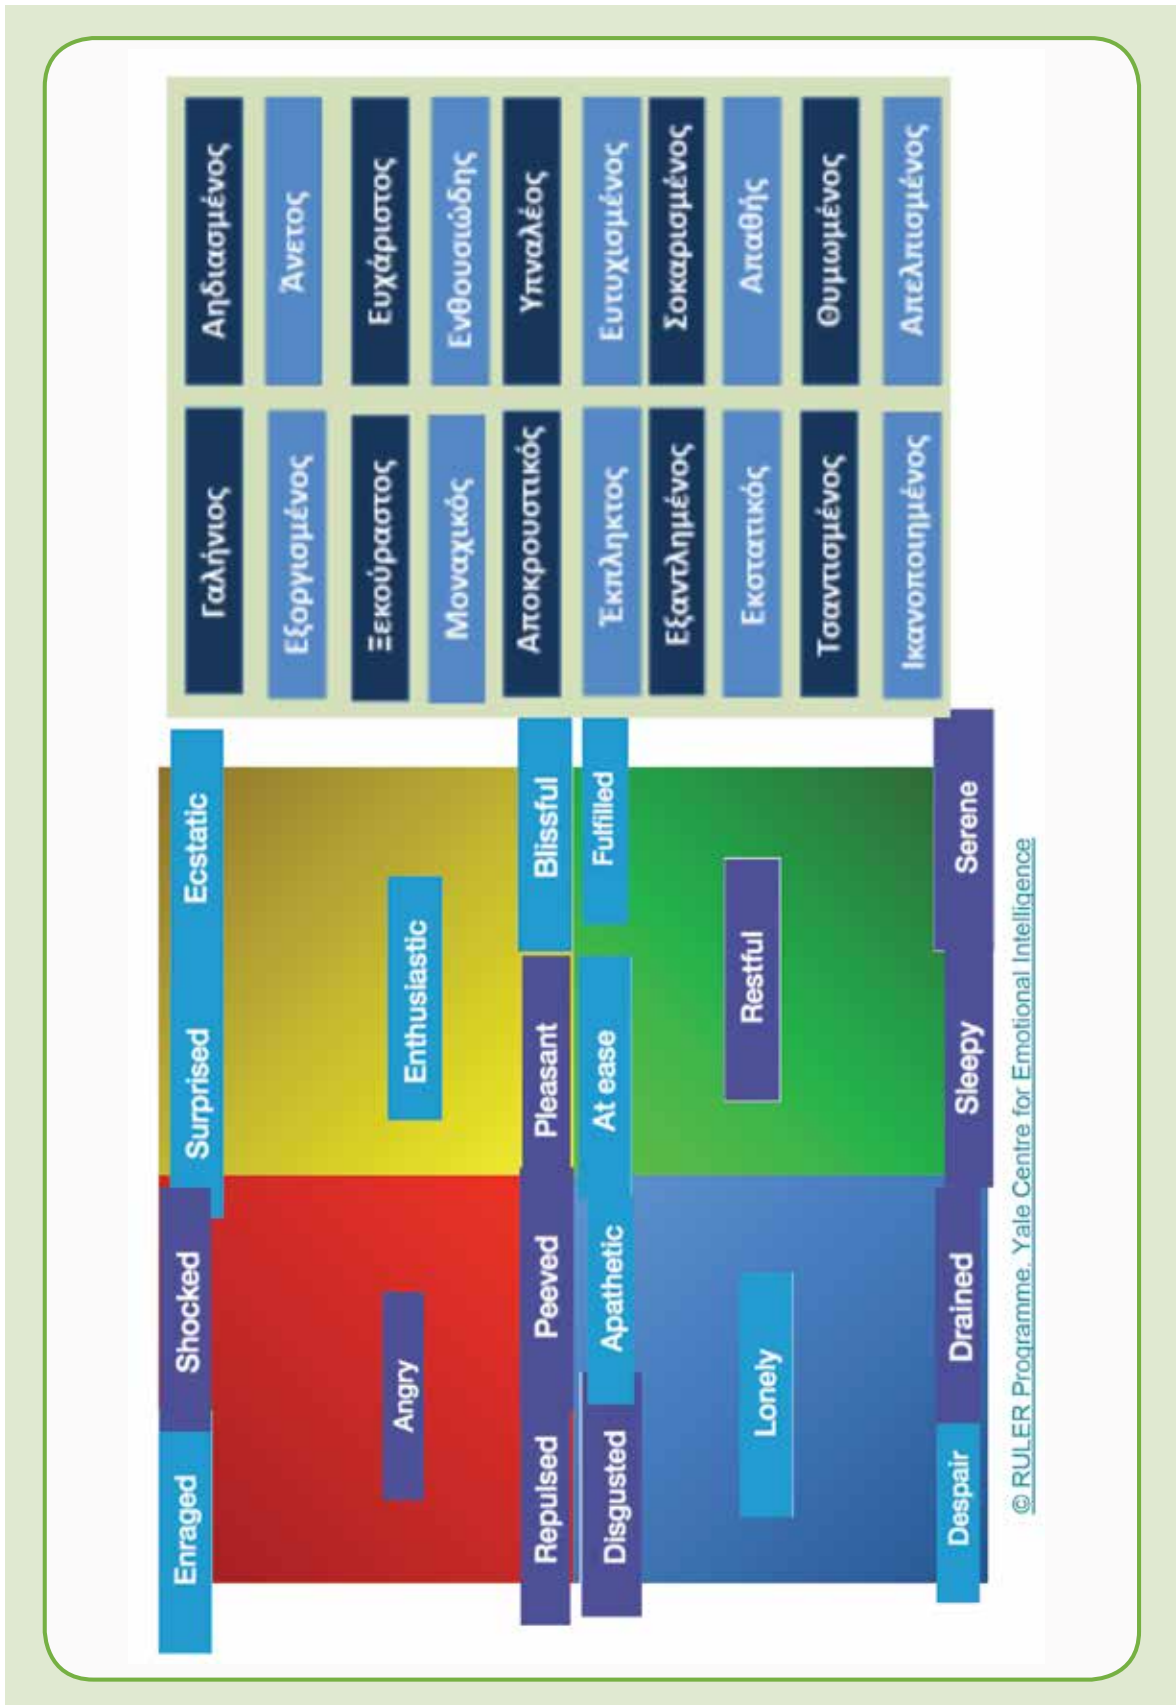 Enraged
Shocked
Surprised
Ecstatic
Angry
Enthusiastic
Repulsed
Peeved
Pleasant
Blissful
Disgusted
Apathetic
At ease
Fulfilled
Lonely
Restful
Despair
Drained
Sleepy
Serene
© RULER Programme. Yale Centre for Emotional Intelligence
Γαλήνιος
Αηδιασμένος
Εξοργισμένος
Άνετος
Ξεκούραστος
Ευχάριστος
Μοναχικός
Ενθουσιώδης
Αποκρουστικός
Υπναλέος
Έκπληκτος
Ευτυχισμένος
Εξαντλημένος
Σοκαρισμένος
Εκστατικός
Απαθής
Τσαντισμένος
Θυμωμένος
Ικανοποιημένος
Απελπισμένος